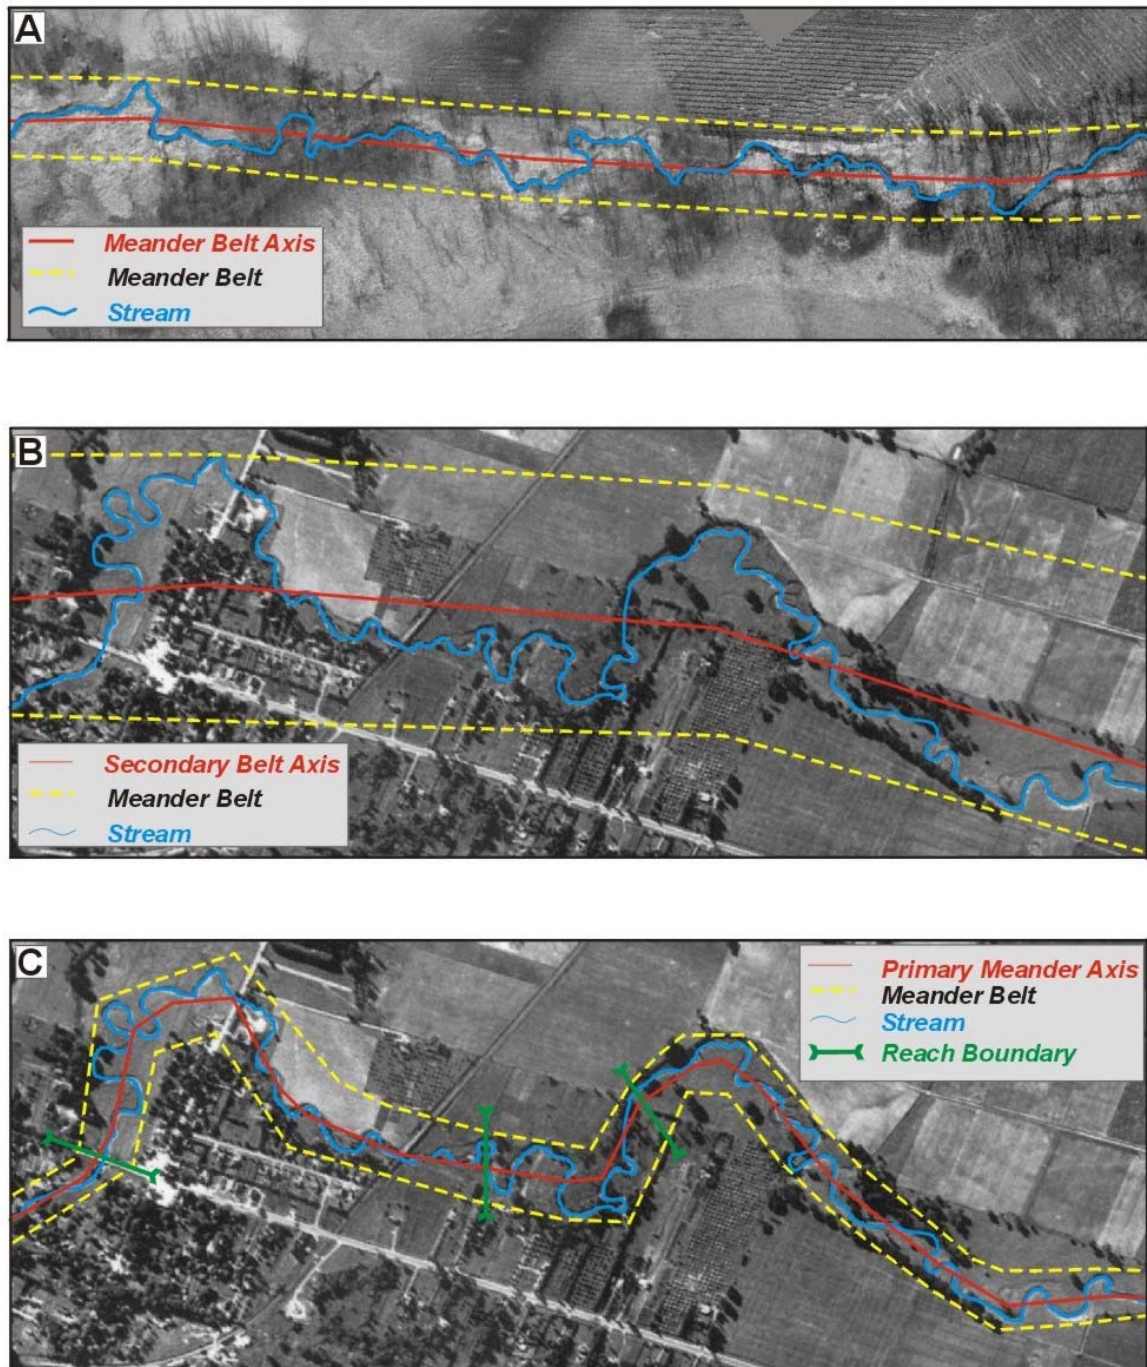 A
Meander Belt Axis
Meander Belt
Stream
B
Secondary Belt Axis
Meander Belt
Stream
C
Primary Meander Axis
Meander Belt
Stream
Reach Boundary